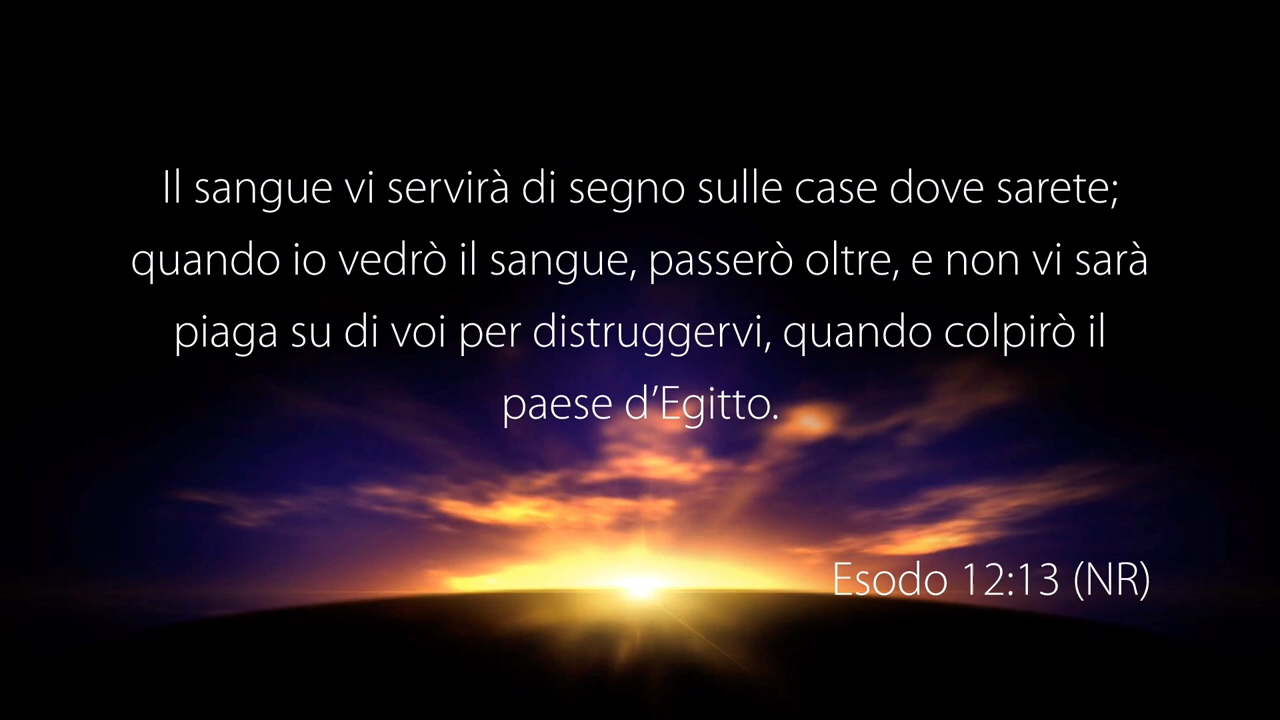 Il sangue vi servirà di segno sulle case dove sarete;
quando io vedrò il sangue, passerò oltre, e non vi sarà
piaga su di voi per distruggervi, quando colpirò il
paese d’Egitto.
Esodo 12:13 (NR)